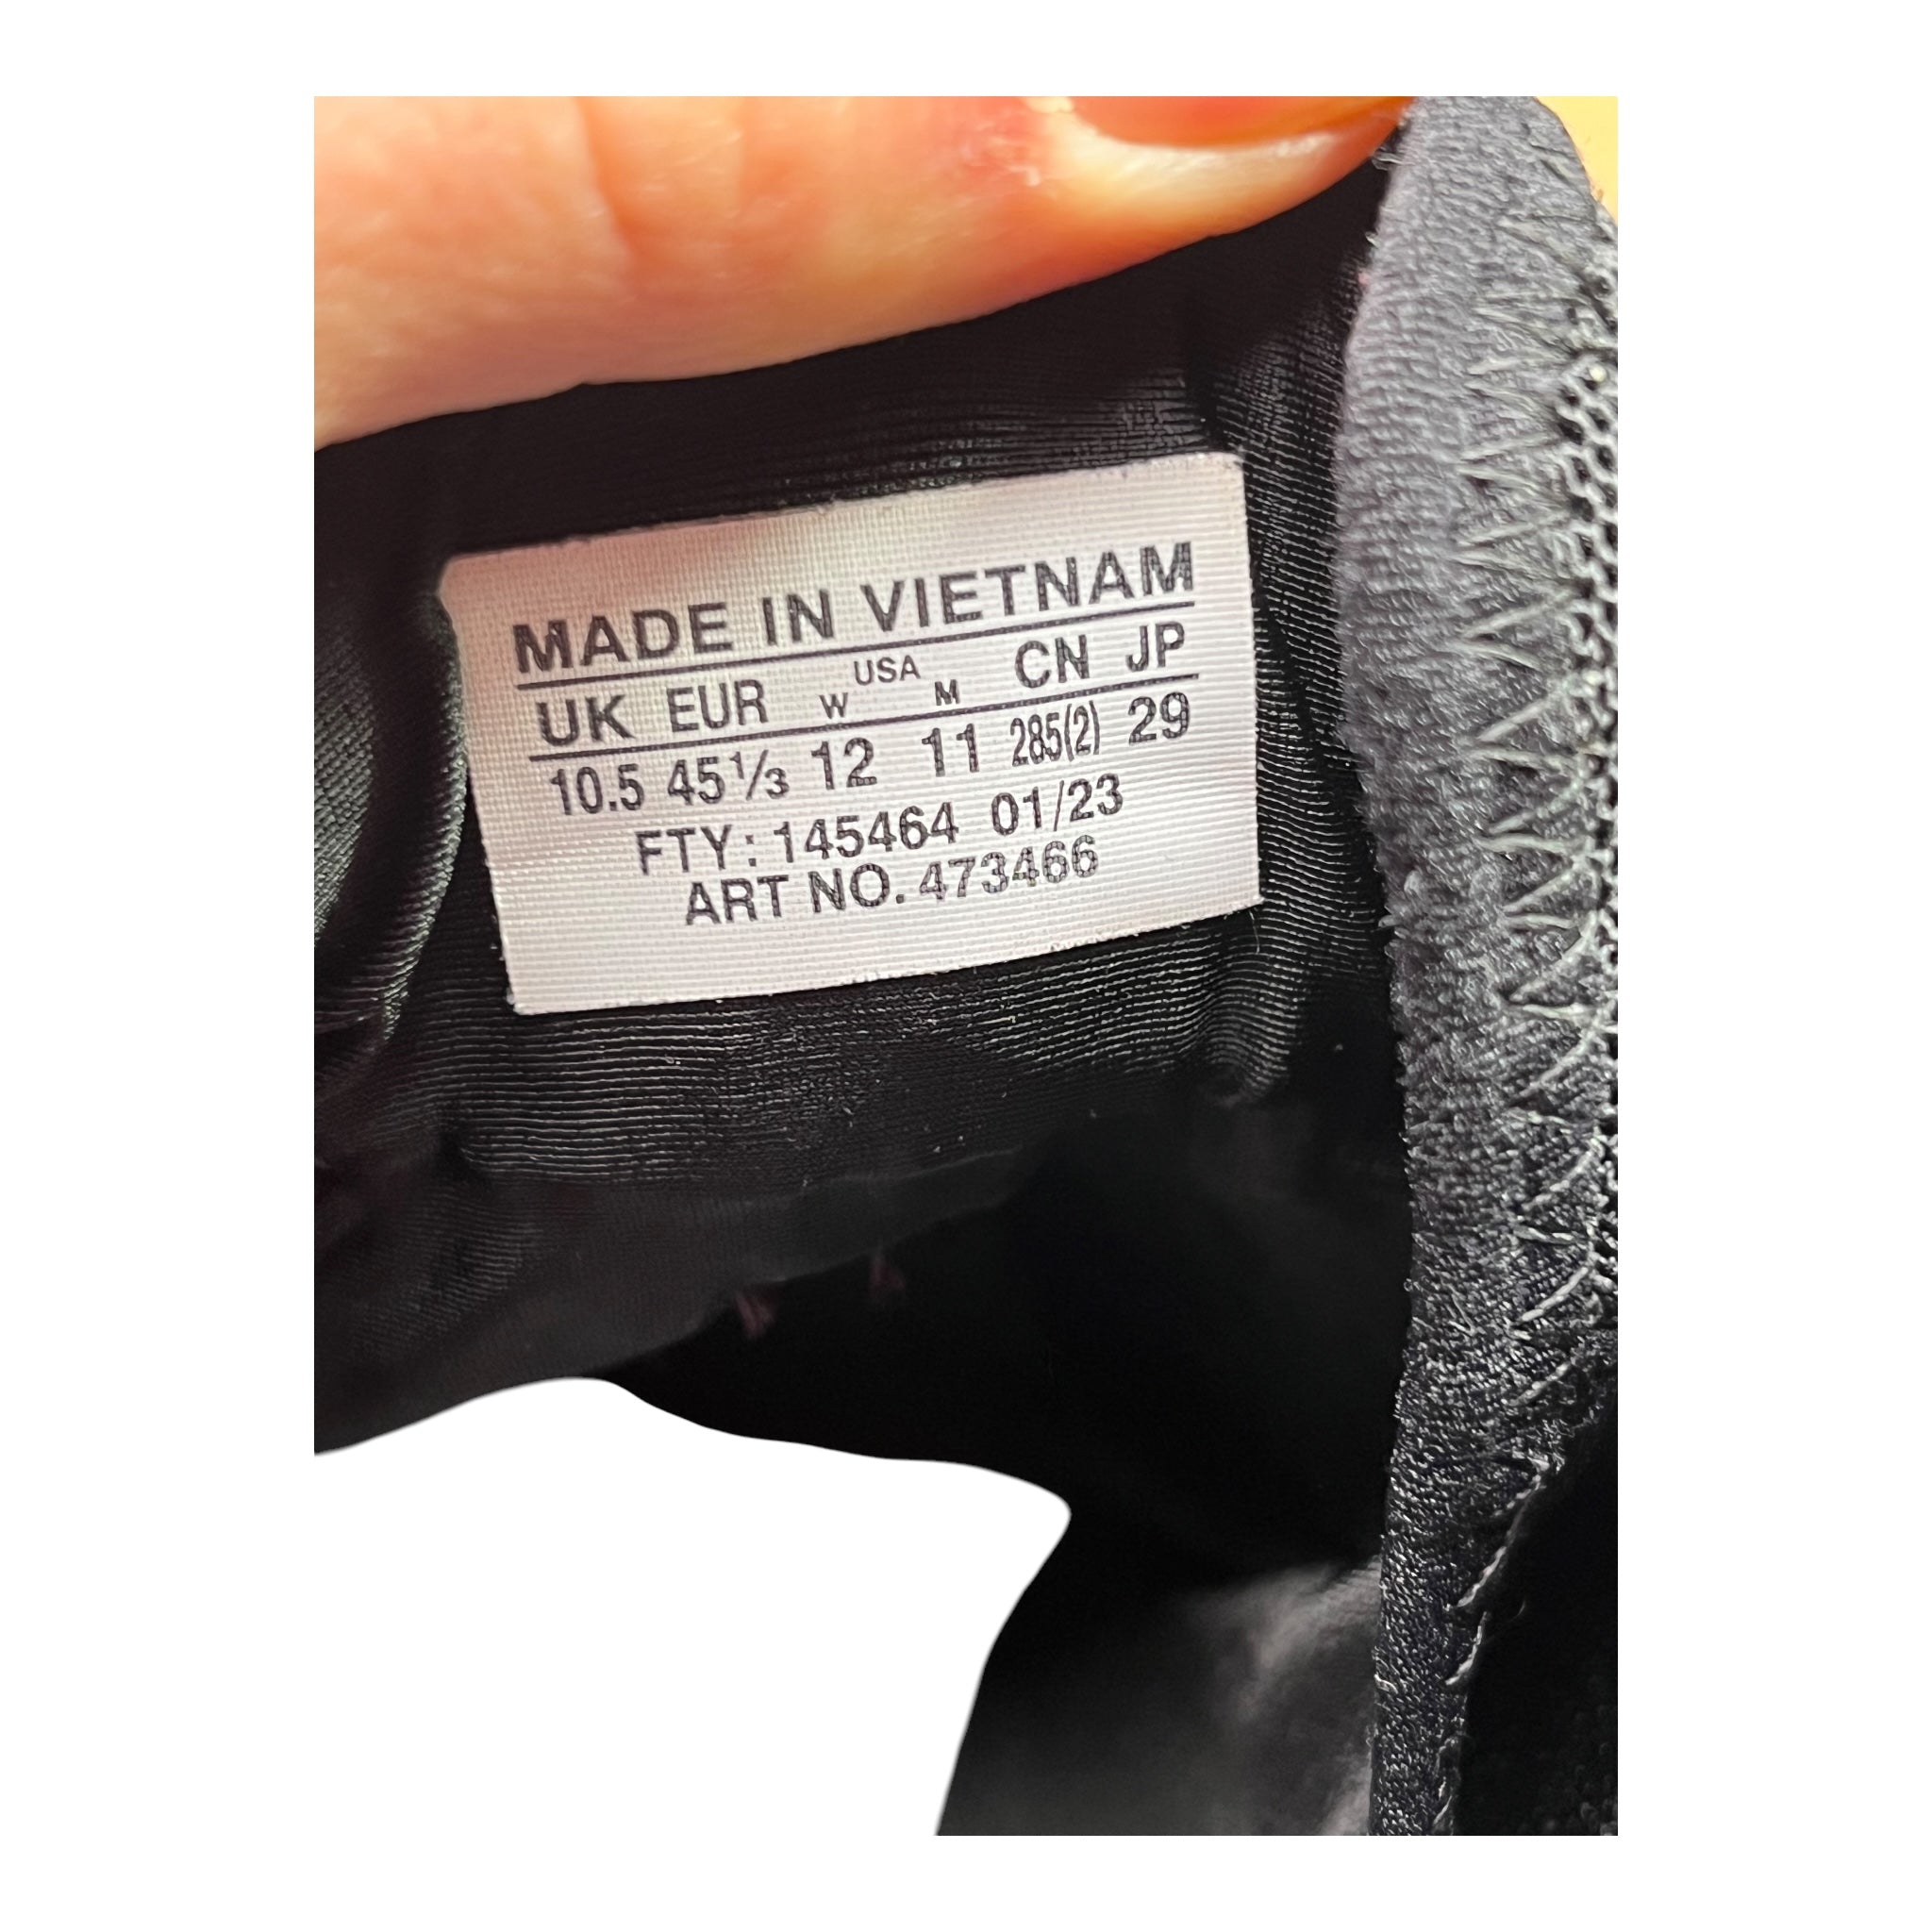 MADE IN VIETNAM
UK EUR W USA M CN JP
10.5 45⅓ 12 11 285(2) 29
FTY: 145464 01/23
ART NO. 473466